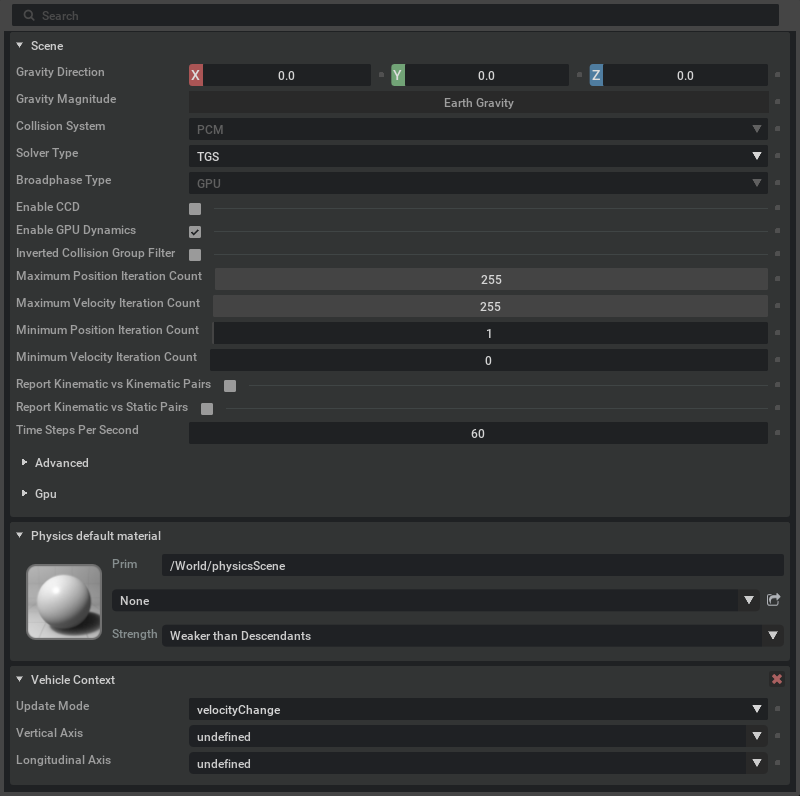 Search
Scene
Gravity Direction X 0.0 Y 0.0 Z 0.0
Gravity Magnitude Earth Gravity
Collision System PCM
Solver Type TGS
Broadphase Type GPU
Enable CCD
Enable GPU Dynamics
Inverted Collision Group Filter
Maximum Position Iteration Count 255
Maximum Velocity Iteration Count 255
Minimum Position Iteration Count 1
Minimum Velocity Iteration Count 0
Report Kinematic vs Kinematic Pairs
Report Kinematic vs Static Pairs
Time Steps Per Second 60
Advanced
Gpu
Physics default material
Prim /World/physicsScene
None
Strength Weaker than Descendants
Vehicle Context
Update Mode velocityChange
Vertical Axis undefined
Longitudinal Axis undefined